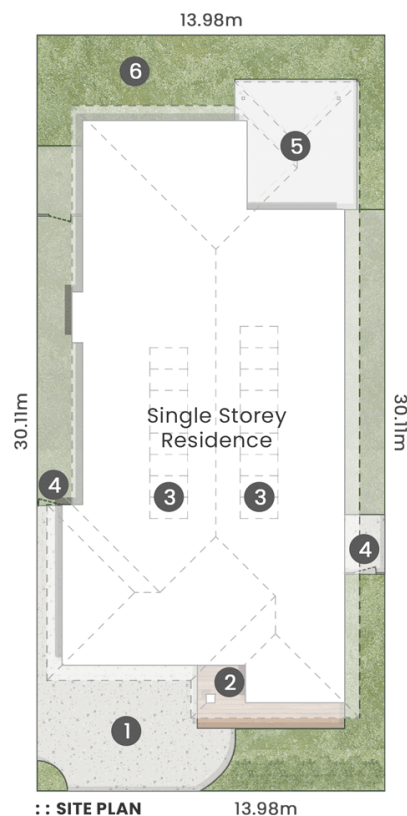 13.98m
6
5
30.11m
30.11m
Single Storey
Residence
4
3
3
4
2
1
:: SITE PLAN
13.98m